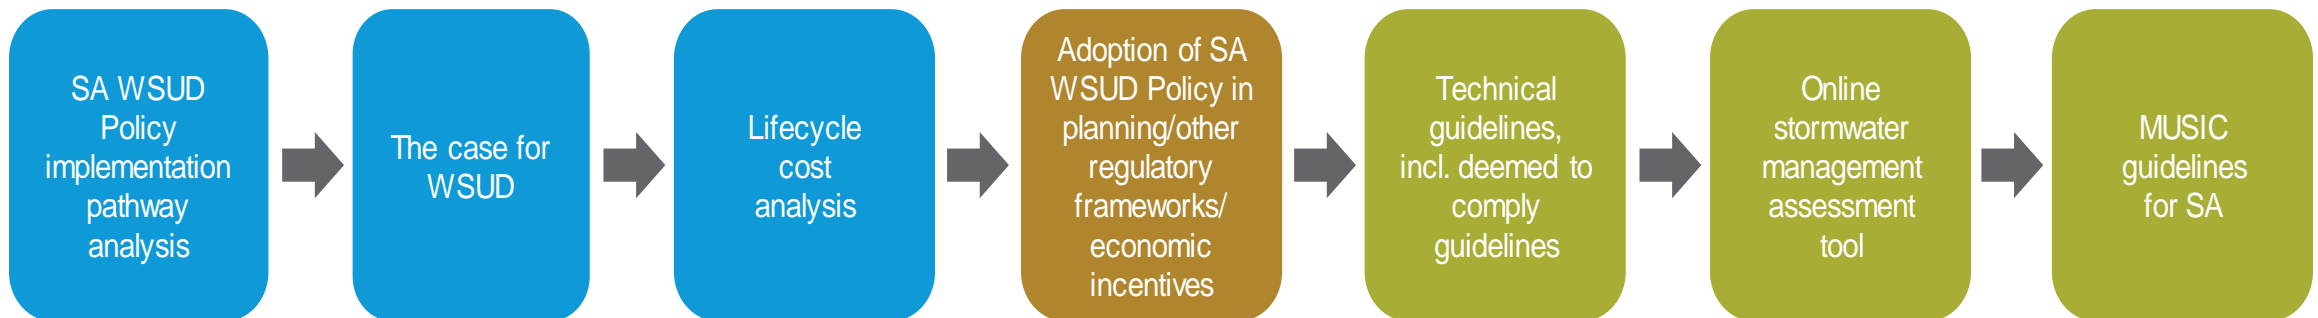 SA WSUD
Policy
implementation
pathway
analysis
The case for
WSUD
Lifecycle
cost
analysis
Adoption of SA
WSUD Policy in
planning/other
regulatory
frameworks/
economic
incentives
Technical
guidelines,
incl. deemed to
comply
guidelines
Online
stormwater
management
assessment
tool
MUSIC
guidelines
for SA